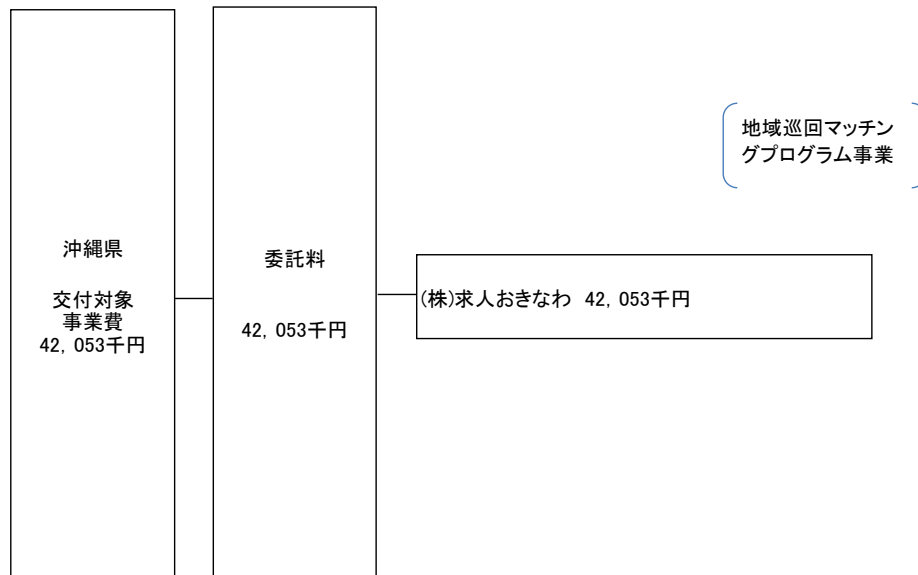 地域巡回マッチン
グプログラム事業
沖縄県
交付対象
事業費
42，053千円
委託料
42，053千円
(株)求人おきなわ 42，053千円